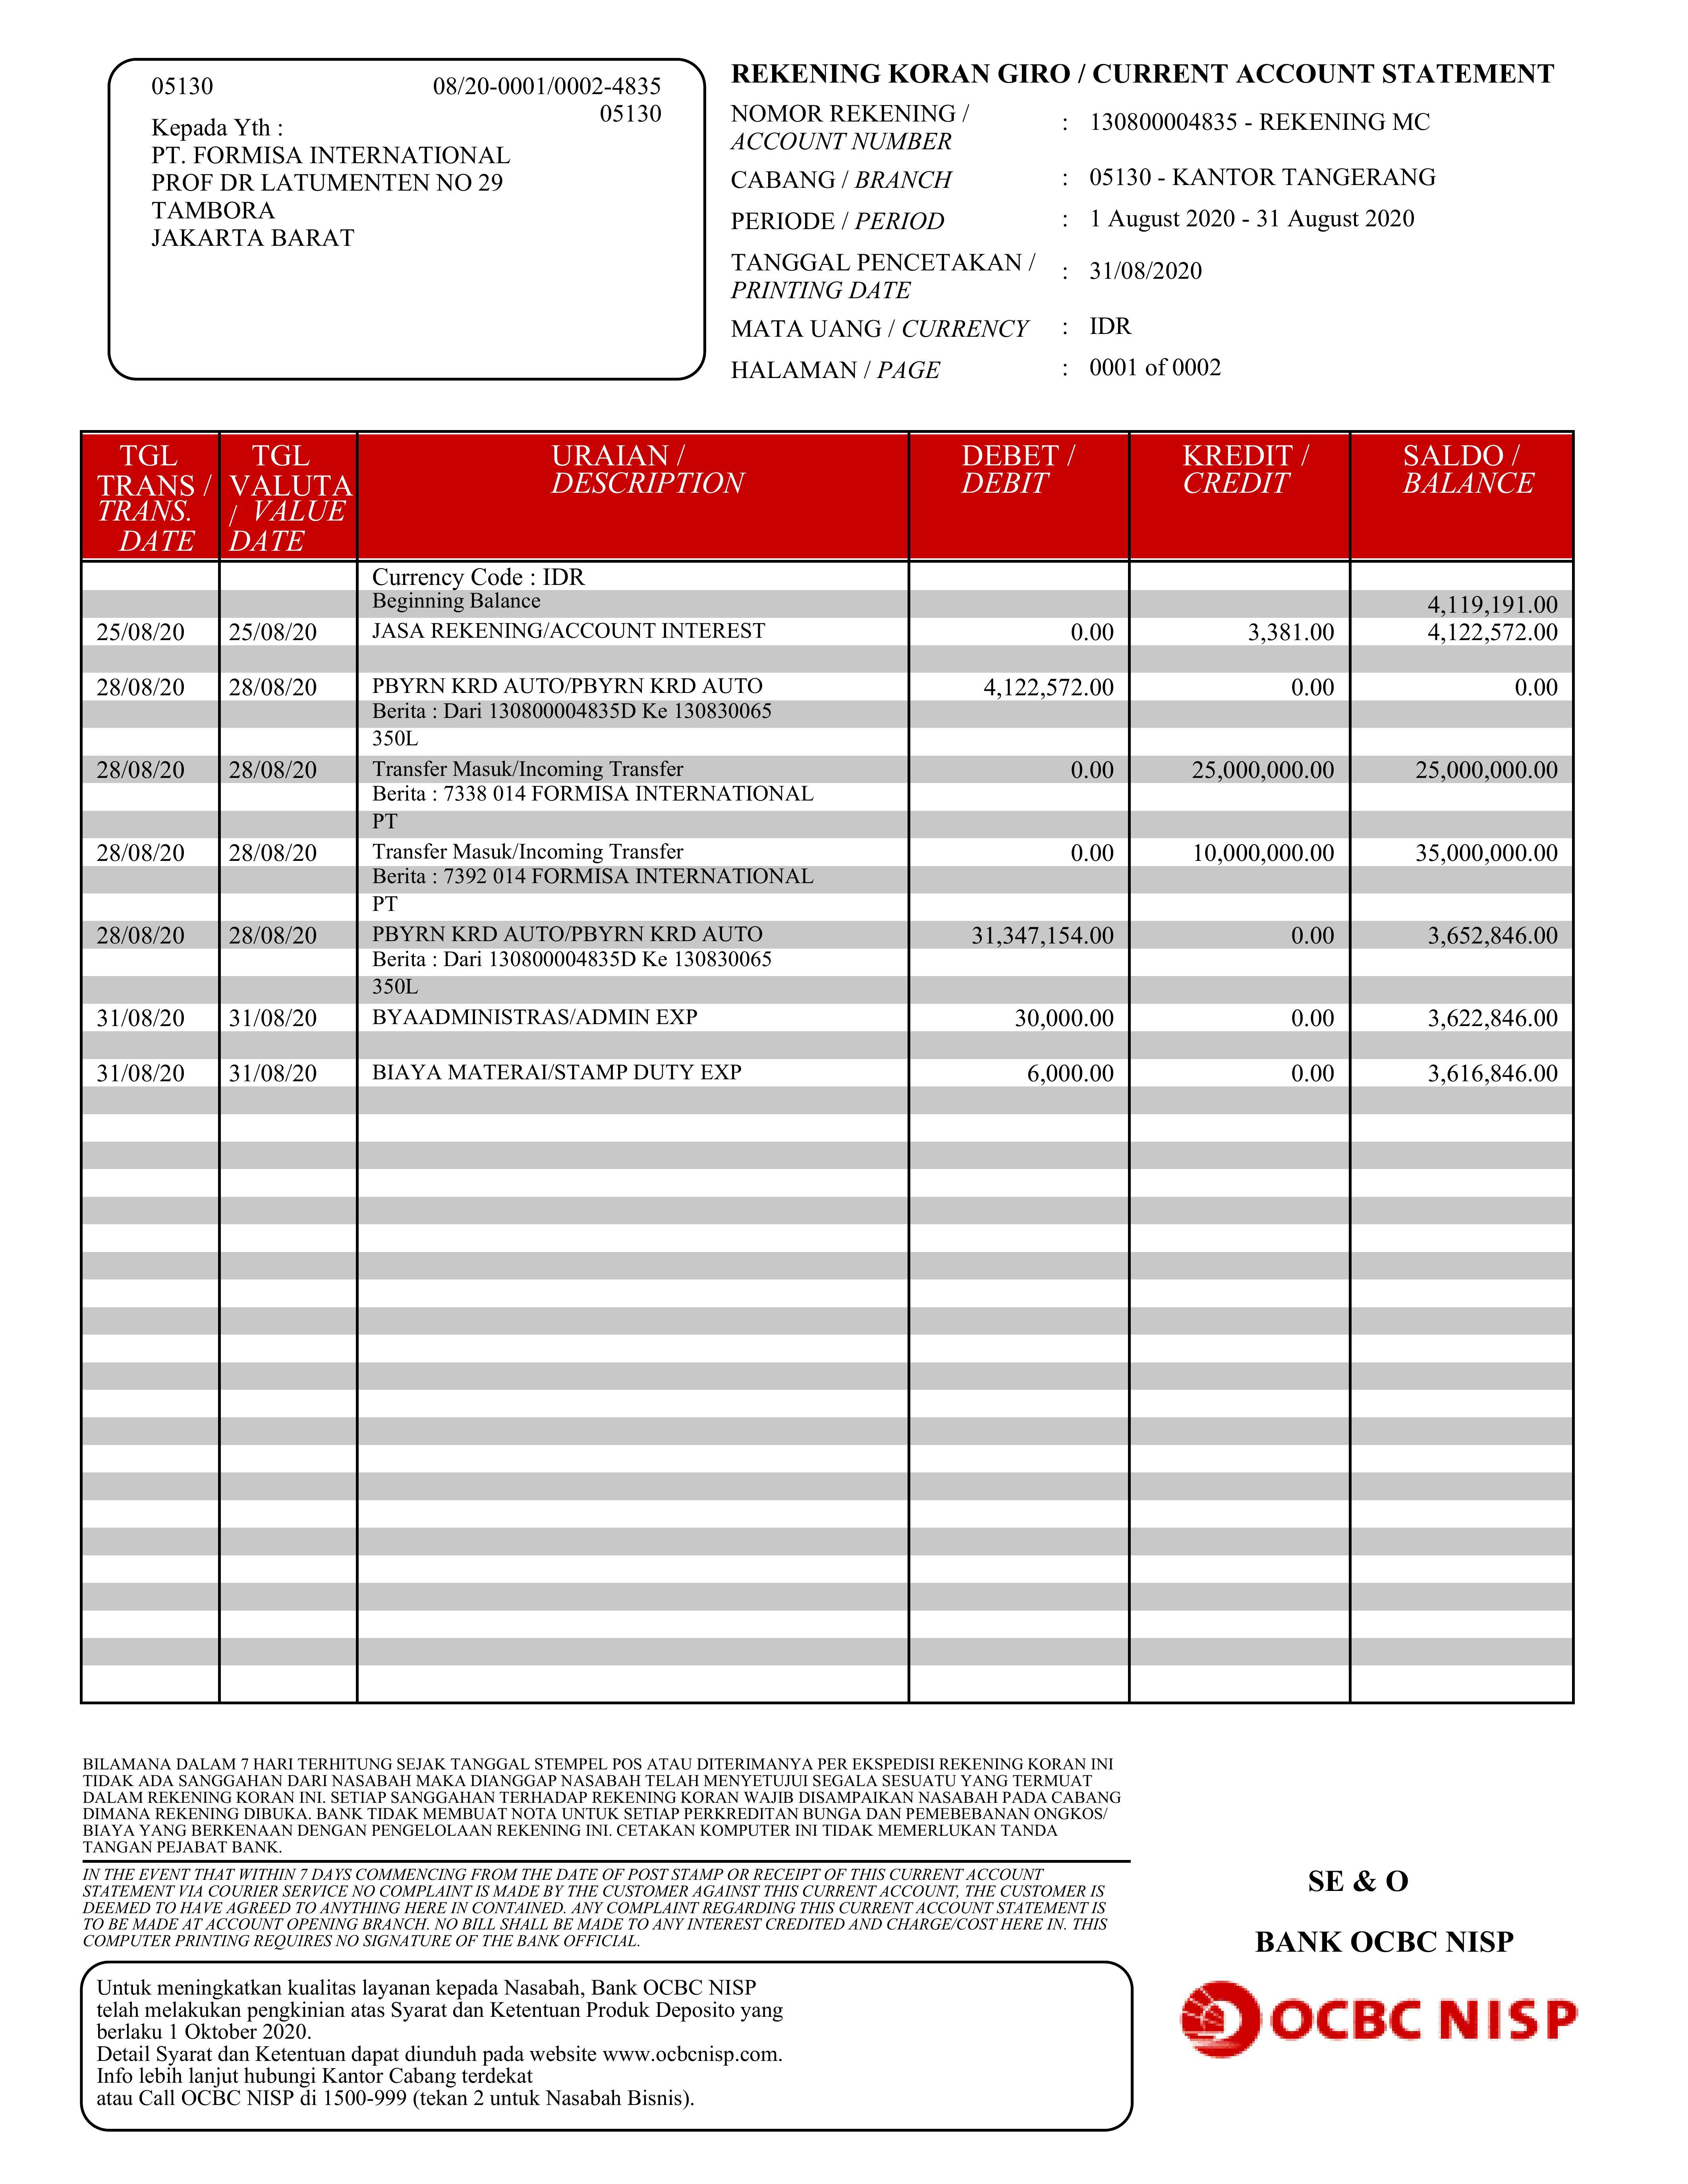 05130 08/20-0001/0002-4835
05130
Kepada Yth :
PT. FORMISA INTERNATIONAL
PROF DR LATUMENTEN NO 29
TAMBORA
JAKARTA BARAT
REKENING KORAN GIRO / CURRENT ACCOUNT STATEMENT
NOMOR REKENING /
ACCOUNT NUMBER : 130800004835 - REKENING MC
CABANG / BRANCH : 05130 - KANTOR TANGERANG
PERIODE / PERIOD : 1 August 2020 - 31 August 2020
TANGGAL PENCETAKAN /
PRINTING DATE : 31/08/2020
MATA UANG / CURRENCY : IDR
HALAMAN / PAGE : 0001 of 0002
TGL TRANS / TRANS. DATE TGL VALUTA / VALUE DATE URAIAN / DESCRIPTION DEBET / DEBIT KREDIT / CREDIT SALDO / BALANCE
Currency Code : IDR
Beginning Balance 4,119,191.00
25/08/20 25/08/20 JASA REKENING/ACCOUNT INTEREST 0.00 3,381.00 4,122,572.00
28/08/20 28/08/20 PBYRN KRD AUTO/PBYRN KRD AUTO 4,122,572.00 0.00 0.00
Berita : Dari 130800004835D Ke 130830065
350L
28/08/20 28/08/20 Transfer Masuk/Incoming Transfer 0.00 25,000,000.00 25,000,000.00
Berita : 7338 014 FORMISA INTERNATIONAL
PT
28/08/20 28/08/20 Transfer Masuk/Incoming Transfer 0.00 10,000,000.00 35,000,000.00
Berita : 7392 014 FORMISA INTERNATIONAL
PT
28/08/20 28/08/20 PBYRN KRD AUTO/PBYRN KRD AUTO 31,347,154.00 0.00 3,652,846.00
Berita : Dari 130800004835D Ke 130830065
350L
31/08/20 31/08/20 BYAADMINISTRAS/ADMIN EXP 30,000.00 0.00 3,622,846.00
31/08/20 31/08/20 BIAYA MATERAI/STAMP DUTY EXP 6,000.00 0.00 3,616,846.00
BILAMANA DALAM 7 HARI TERHITUNG SEJAK TANGGAL STEMPEL POS ATAU DITERIMANYA PER EKSPEDISI REKENING KORAN INI
TIDAK ADA SANGGAHAN DARI NASABAH MAKA DIANGGAP NASABAH TELAH MENYETUJUI SEGALA SESUATU YANG TERMUAT
DALAM REKENING KORAN INI. SETIAP SANGGAHAN TERHADAP REKENING KORAN WAJIB DISAMPAIKAN NASABAH PADA CABANG
DIMANA REKENING DIBUKA. BANK TIDAK MEMBUAT NOTA UNTUK SETIAP PERKREDITAN BUNGA DAN PEMEBEBANAN ONGKOS/
BIAYA YANG BERKENAAN DENGAN PENGELOLAAN REKENING INI. CETAKAN KOMPUTER INI TIDAK MEMERLUKAN TANDA
TANGAN PEJABAT BANK.
IN THE EVENT THAT WITHIN 7 DAYS COMMENCING FROM THE DATE OF POST STAMP OR RECEIPT OF THIS CURRENT ACCOUNT
STATEMENT VIA COURIER SERVICE NO COMPLAINT IS MADE BY THE CUSTOMER AGAINST THIS CURRENT ACCOUNT, THE CUSTOMER IS
DEEMED TO HAVE AGREED TO ANYTHING HERE IN CONTAINED. ANY COMPLAINT REGARDING THIS CURRENT ACCOUNT STATEMENT IS
TO BE MADE AT ACCOUNT OPENING BRANCH. NO BILL SHALL BE MADE TO ANY INTEREST CREDITED AND CHARGE/COST HERE IN. THIS
COMPUTER PRINTING REQUIRES NO SIGNATURE OF THE BANK OFFICIAL.
Untuk meningkatkan kualitas layanan kepada Nasabah, Bank OCBC NISP
telah melakukan pengkinian atas Syarat dan Ketentuan Produk Deposito yang
berlaku 1 Oktober 2020.
Detail Syarat dan Ketentuan dapat diunduh pada website www.ocbcnisp.com.
Info lebih lanjut hubungi Kantor Cabang terdekat
atau Call OCBC NISP di 1500-999 (tekan 2 untuk Nasabah Bisnis).
SE & O
BANK OCBC NISP
OCBC NISP